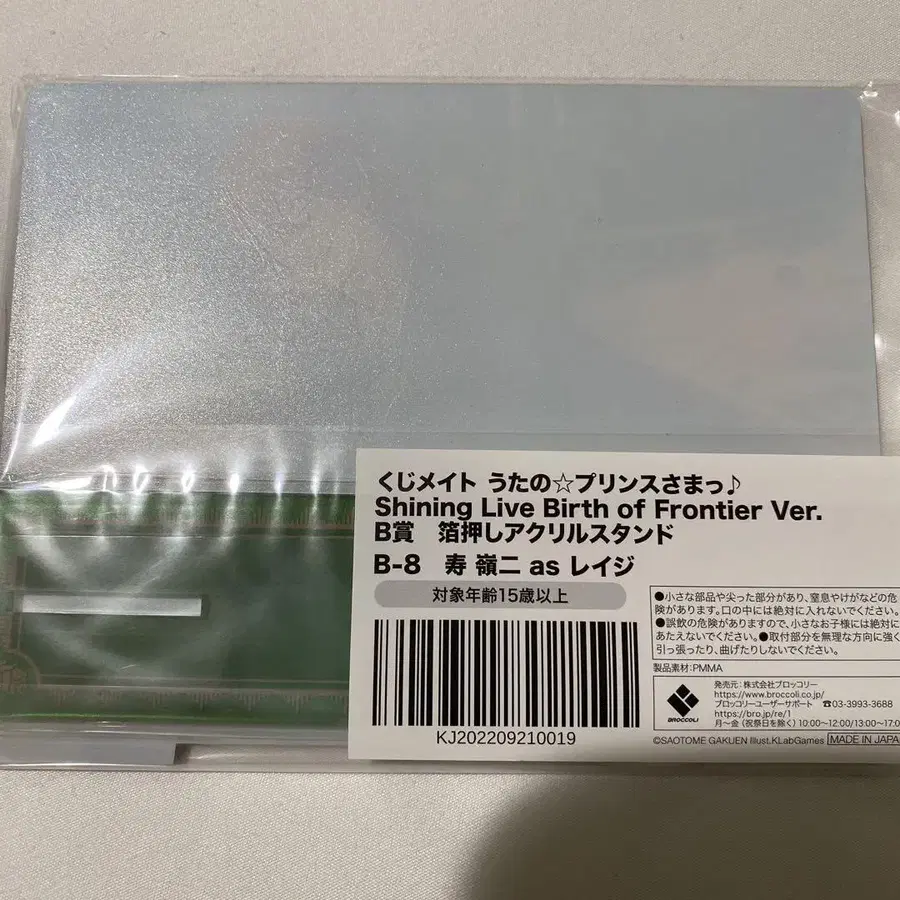 くじメイト うたの☆プリンスさまっ♪
Shining Live Birth of Frontier Ver.
B賞　箔押しアクリルスタンド
B-8　寿 嶺二 as レイジ
対象年齢15歳以上
●小さな部品や尖った部分があり、窒息やけがなどの危
険があります。口の中には絶対に入れないでください。
●誤飲の危険がありますので、小さなお子様には絶対に
あたえないでください。●取付部分を無理な方向に強く
引っ張ったり、曲げたりしないでください。
製品素材:PMMA
発売元:株式会社ブロッコリー
https://www.broccoli.co.jp/
ブロッコリーユーザーサポート ☎03-3993-3688
https://bro.jp/re/1
月～金 (祝祭日を除く) 10:00~12:00/13:00~17:0
BROCCOLI
KJ202209210019
©SAOTOME GAKUEN Illust.KLabGames MADE IN JAPA